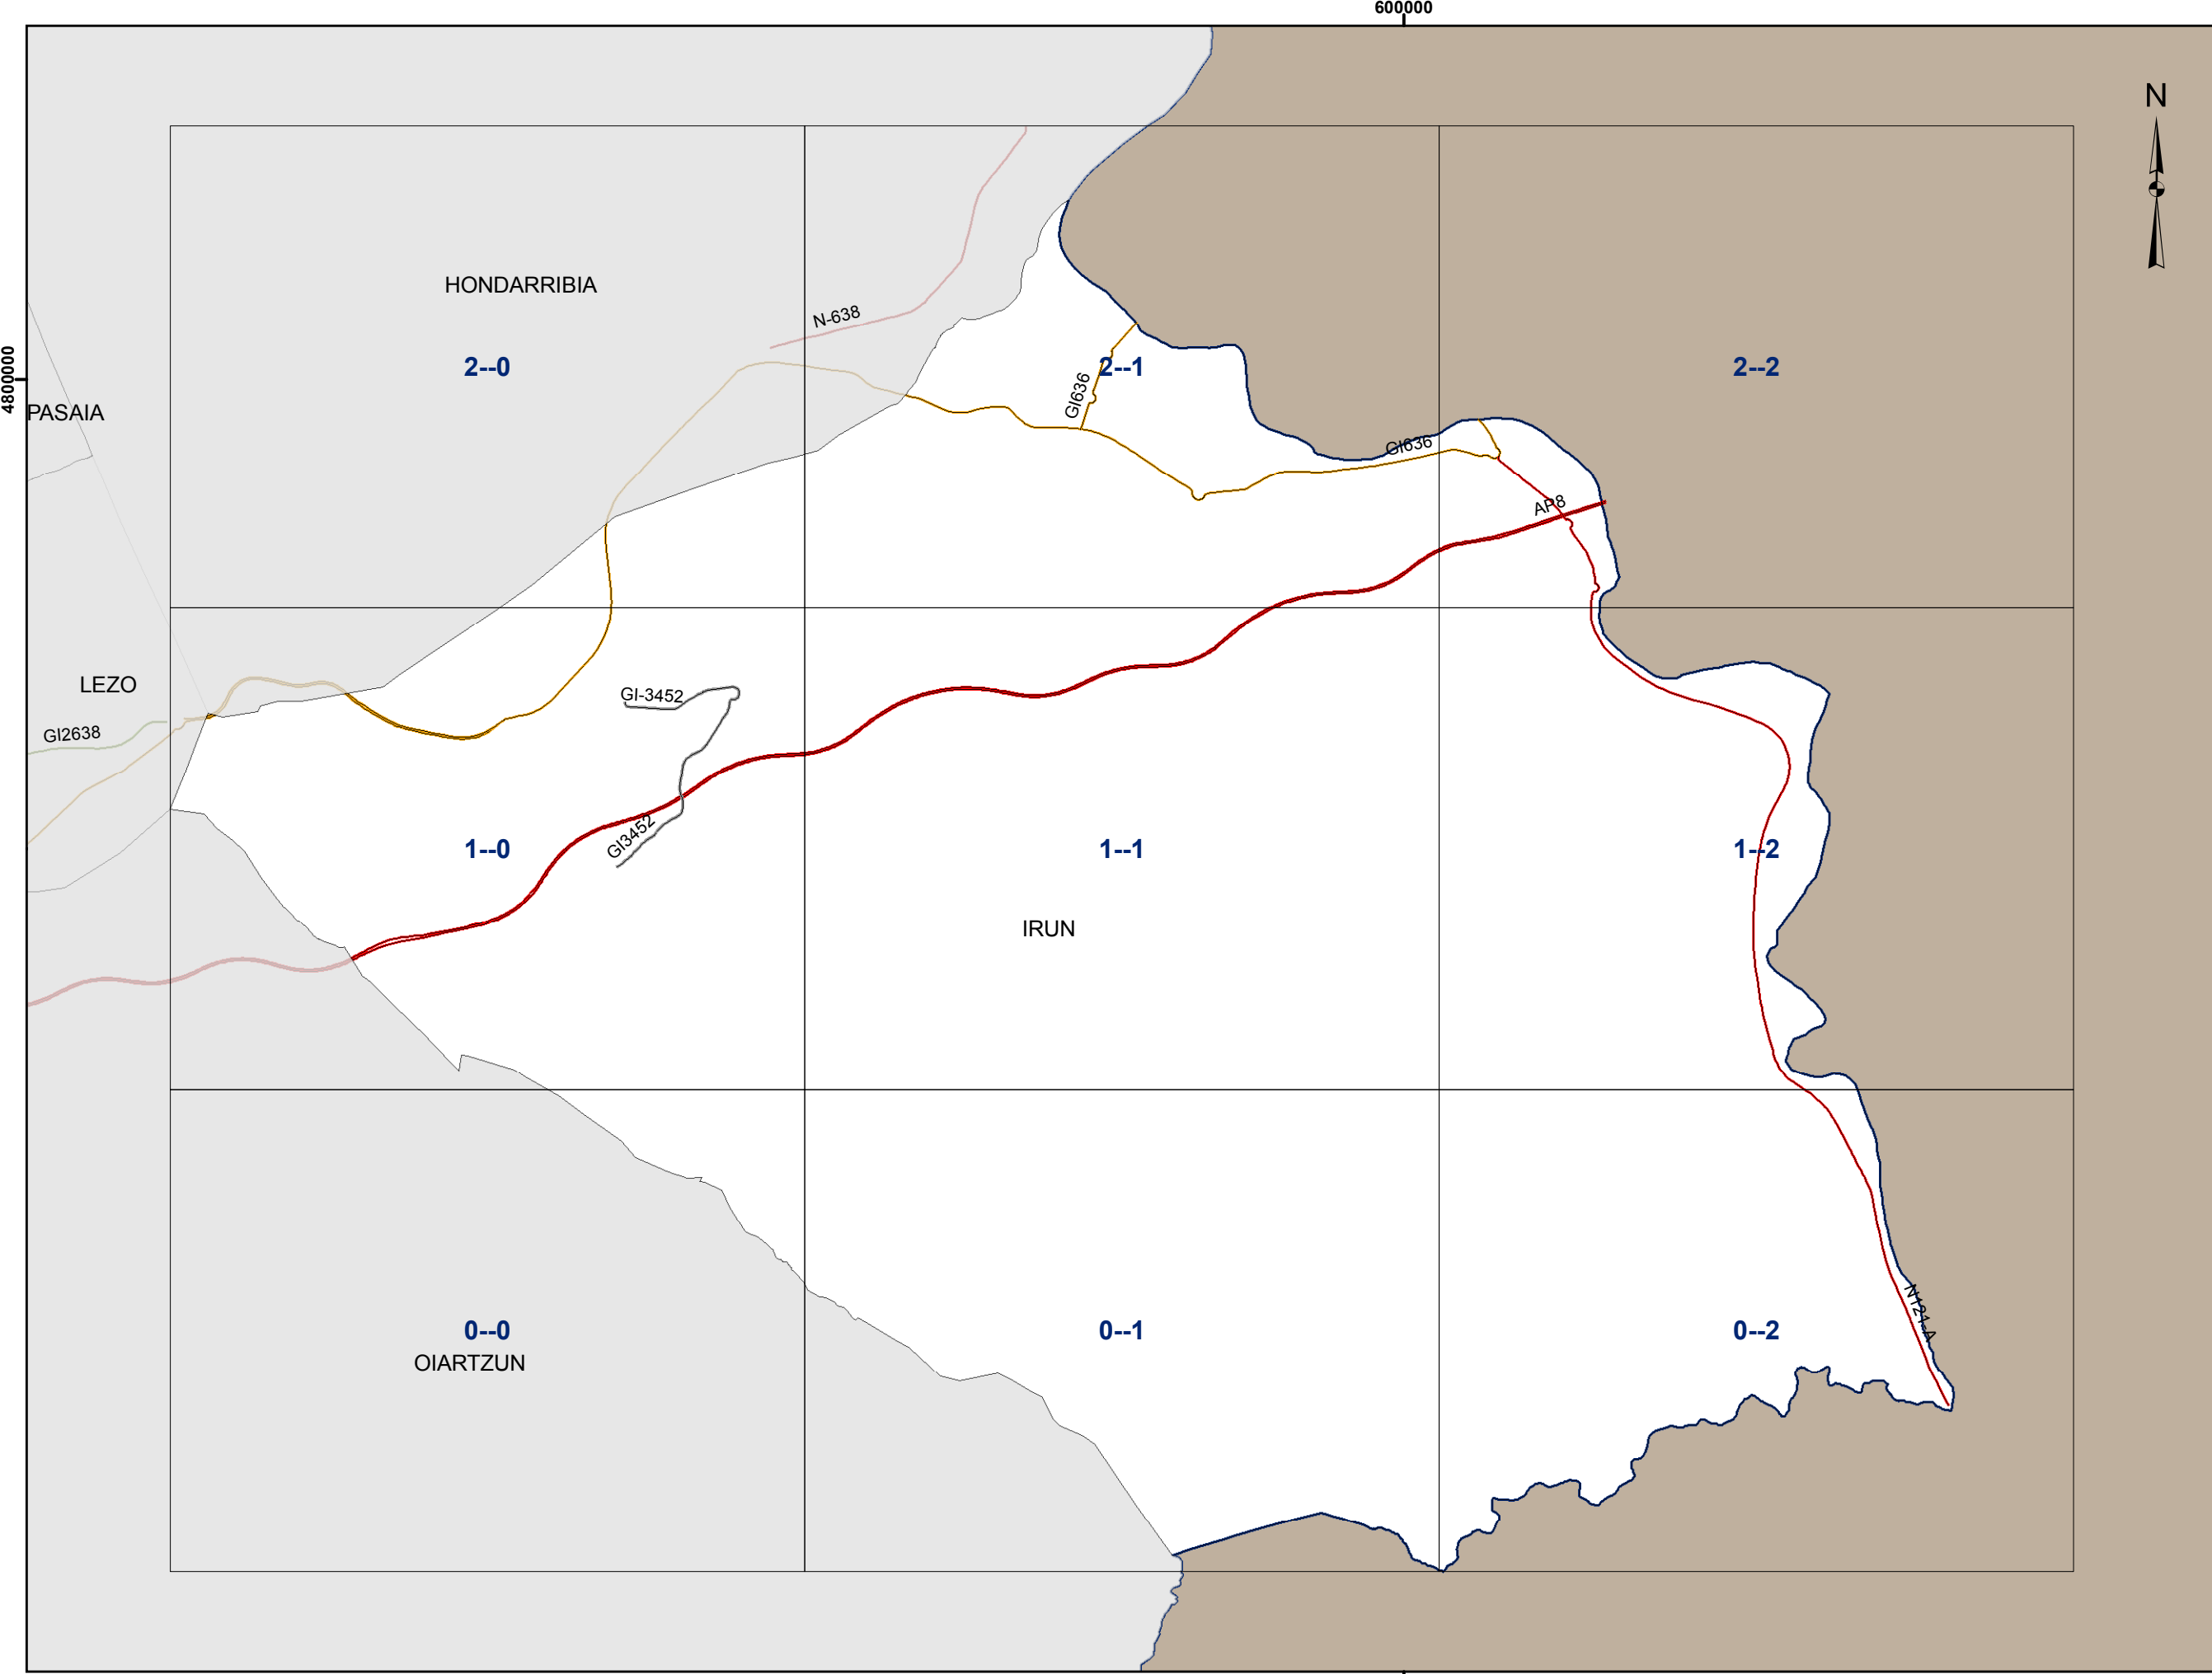 600000
N
HONDARRIBIA
N-638
4800000
2--0
2--1
2--2
PASAIA
GI636
GI636
AP8
LEZO
GI-3452
GI2638
GI3452
1--0
1--1
1--2
IRUN
N121-A
0--0
0--1
0--2
OIARTZUN